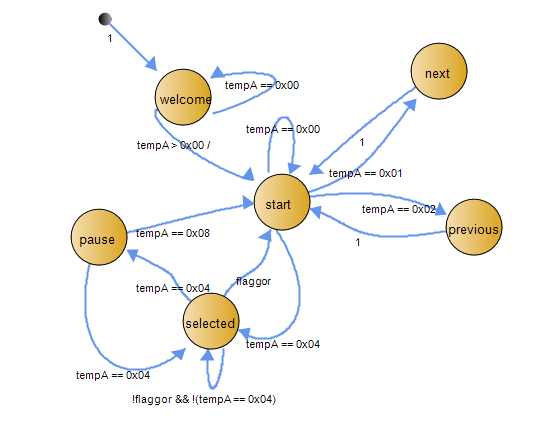 1
next
tempA == 0x00
welcome
tempA == 0x00
tempA > 0x00 /
1
tempA == 0x01
start
tempA == 0x02
previous
tempA == 0x08
pause
1
flaggor
tempA == 0x04
selected
tempA == 0x04
tempA == 0x04
!flaggor && !(tempA == 0x04)